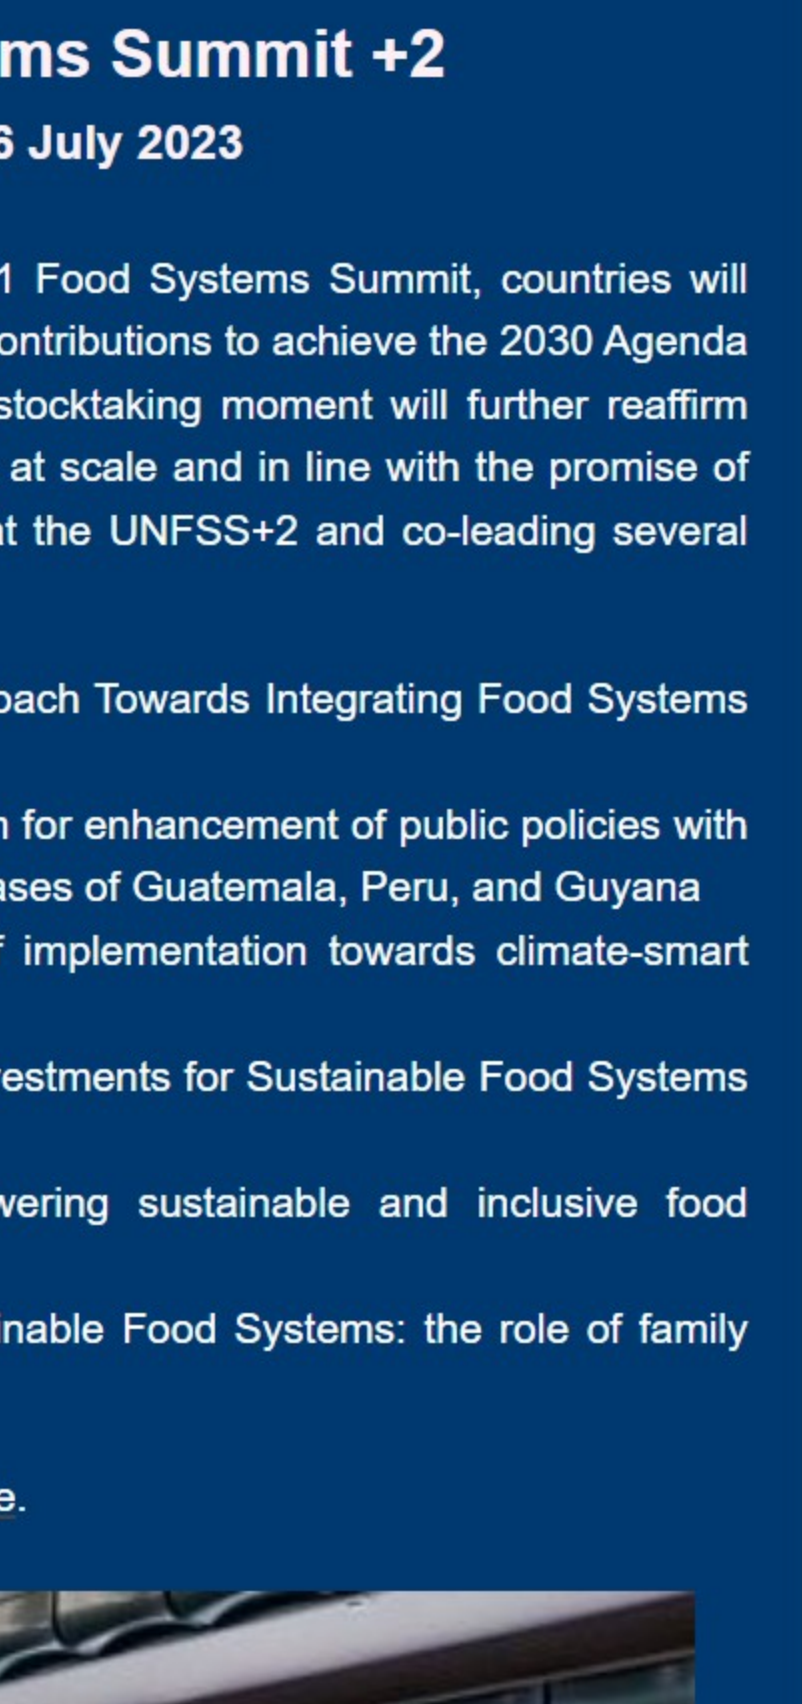 ms Summit +2
6 July 2023
1 Food Systems Summit, countries will
ontributions to achieve the 2030 Agenda
stocktaking moment will further reaffirm
at scale and in line with the promise of
at the UNFSS+2 and co-leading several
oach Towards Integrating Food Systems
n for enhancement of public policies with
ases of Guatemala, Peru, and Guyana
f implementation towards climate-smart
estments for Sustainable Food Systems
wering sustainable and inclusive food
inable Food Systems: the role of family
e.